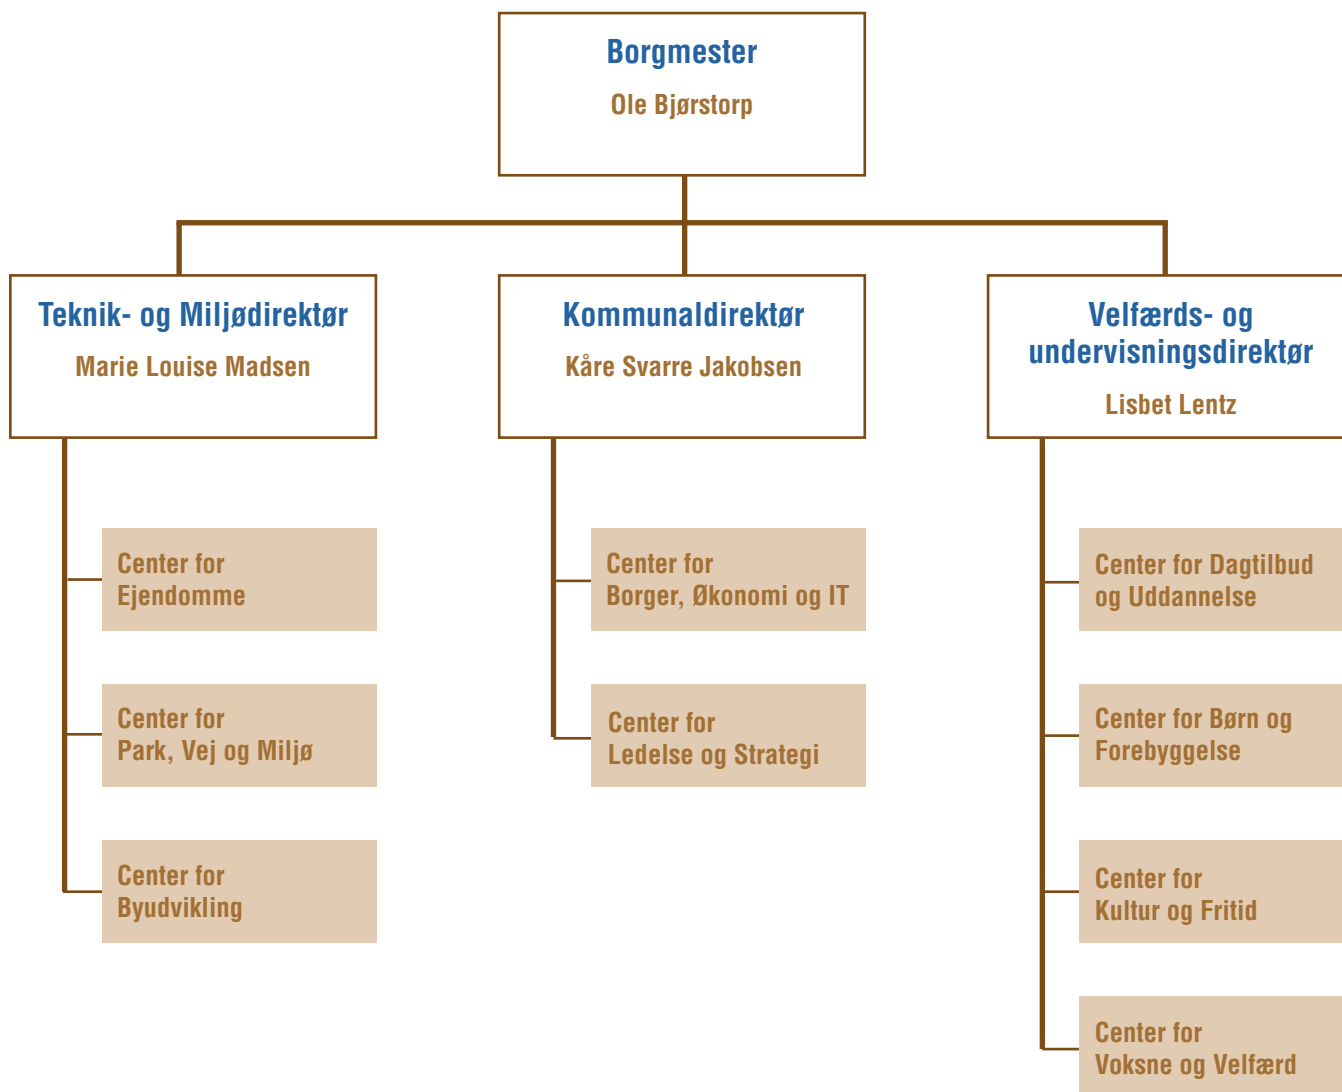 Borgmester
Ole Bjørstorp
Teknik- og Miljødirektør
Marie Louise Madsen
Center for
Ejendomme
Center for
Park, Vej og Miljø
Center for
Byudvikling
Kommunaldirektør
Kåre Svarre Jakobsen
Center for
Borger, Økonomi og IT
Center for
Ledelse og Strategi
Velfærds- og
undervisningsdirektør
Lisbet Lentz
Center for Dagtilbud
og Uddannelse
Center for Børn og
Forebyggelse
Center for
Kultur og Fritid
Center for
Voksne og Velfærd